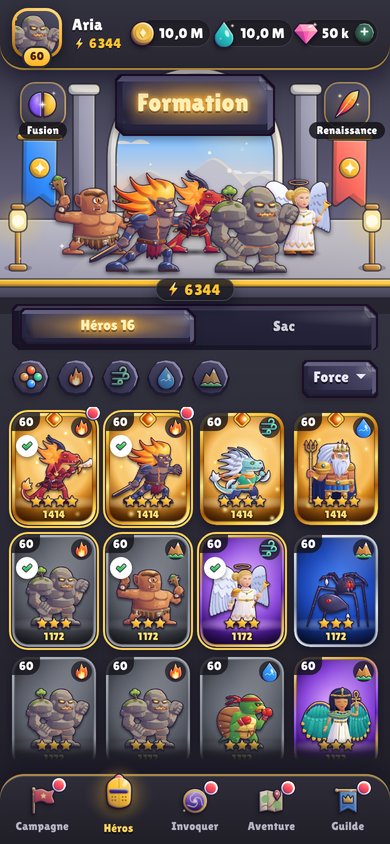 Aria
6344
10,0 M
10,0 M
50 k
60
Formation
Fusion
Renaissance
6344
Héros 16
Sac
Force
60
60
60
60
1414
1414
1414
1414
60
60
60
60
1172
1172
1172
1172
60
60
60
60
Campagne
Héros
Invoquer
Aventure
Guilde